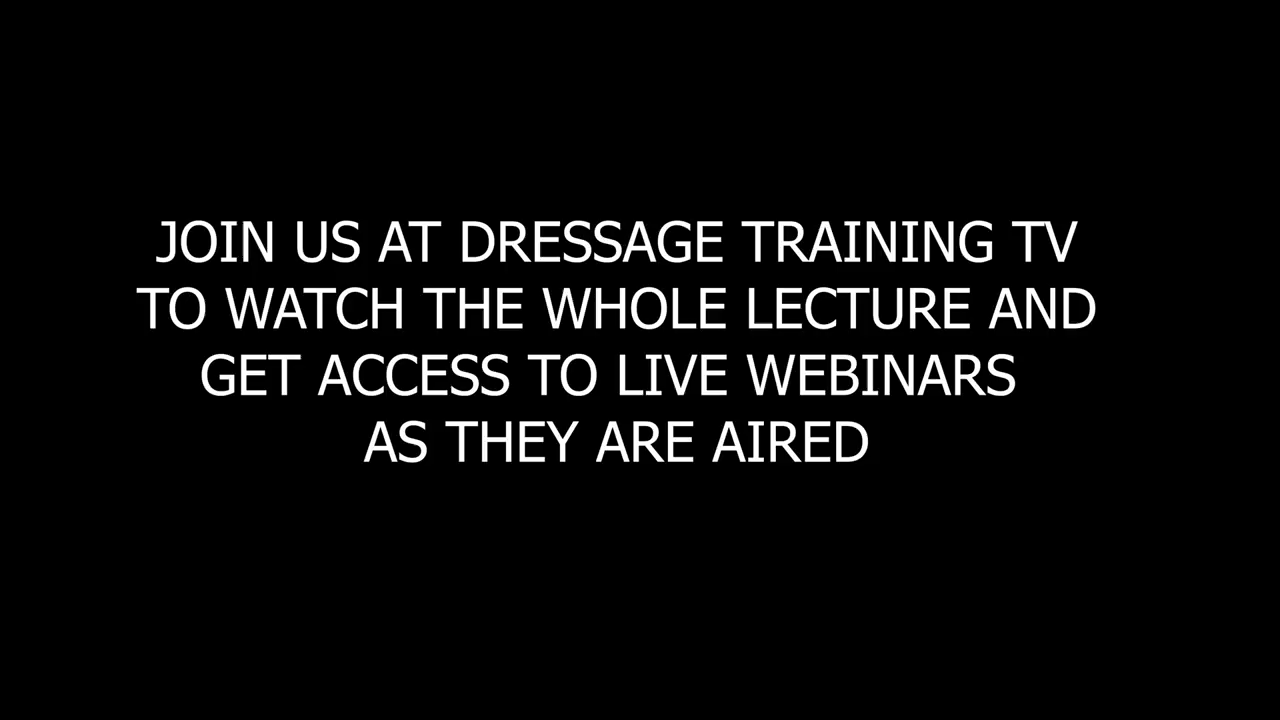 JOIN US AT DRESSAGE TRAINING TV
TO WATCH THE WHOLE LECTURE AND
GET ACCESS TO LIVE WEBINARS
AS THEY ARE AIRED